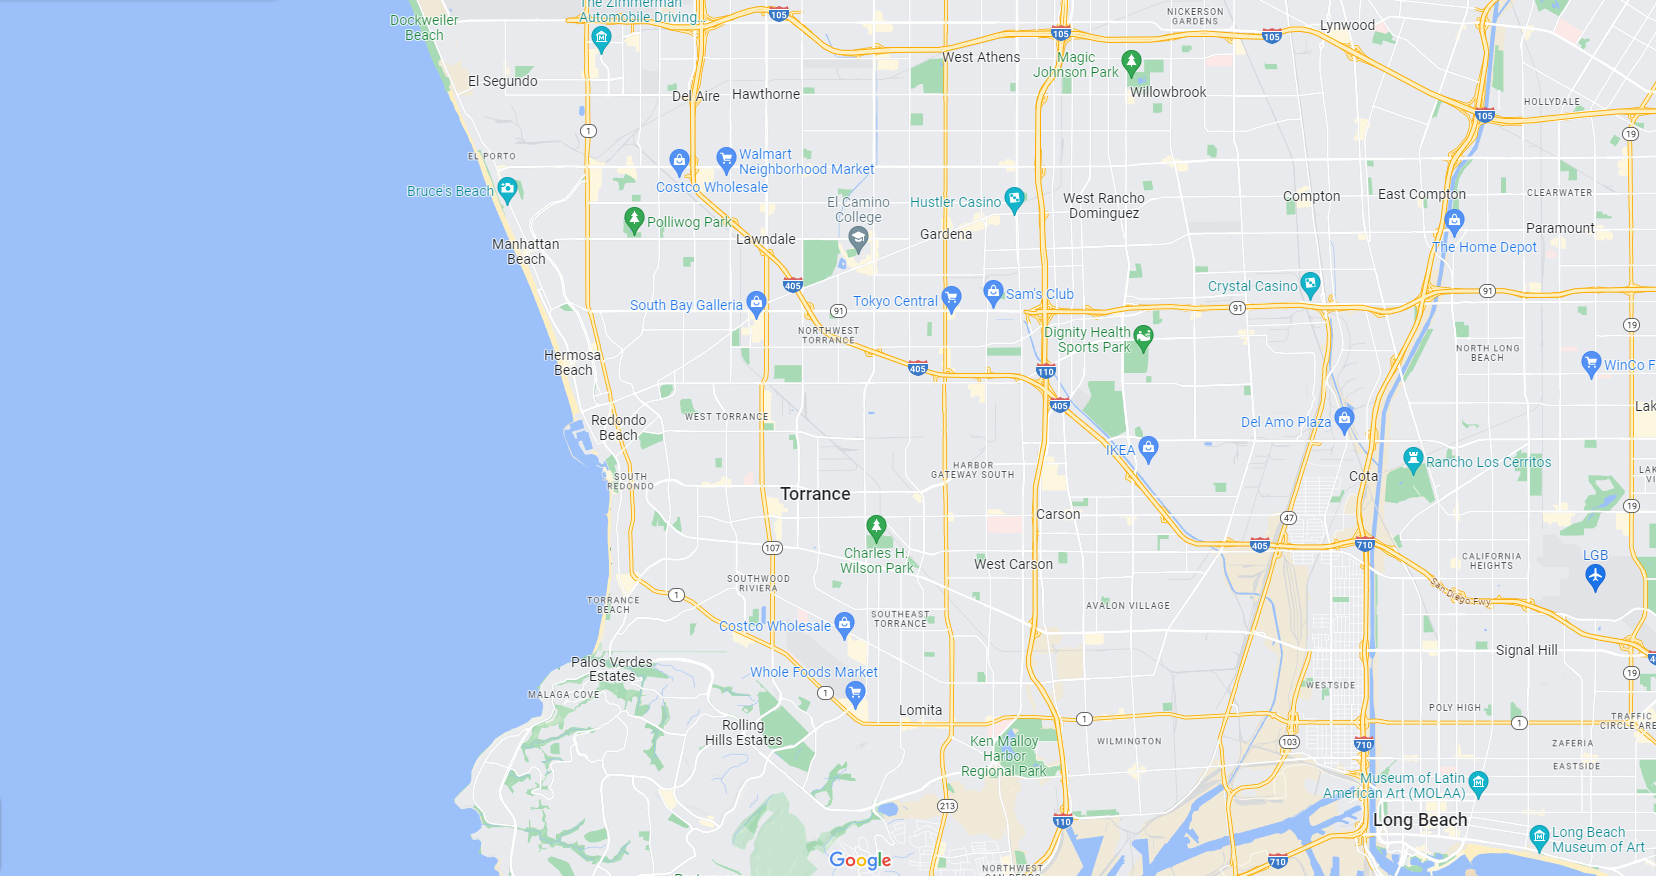 The Zimmerman
Automobile Driving...
Dockweiler
Beach
105
NICKERSON
GARDENS
Lynwood
105
105
West Athens
Magic
Johnson Park
El Segundo
Del Aire
Hawthorne
Willowbrook
HOLLYDALE
105
1
19
EL PORTO
Walmart
Neighborhood Market
Costco Wholesale
Bruce's Beach
El Camino
College
Hustler Casino
West Rancho
Dominguez
Compton
East Compton
CLEARWATER
Polliwog Park
Lawndale
Gardena
Paramount
Manhattan
Beach
The Home Depot
405
South Bay Galleria
Tokyo Central
Sam's Club
Crystal Casino
91
91
91
NORTHWEST
TORRANCE
Dignity Health
Sports Park
19
Hermosa
Beach
405
110
NORTH LONG
BEACH
WinCo F
405
Lak
Redondo
Beach
WEST TORRANCE
Del Amo Plaza
IKEA
HARBOR
GATEWAY SOUTH
Rancho Los Cerritos
SOUTH
REDONDO
Cota
LAK
VI
Torrance
Carson
47
19
107
Charles H.
Wilson Park
West Carson
405
710
CALIFORNIA
HEIGHTS
LGB
SOUTHWOOD
RIVIERA
San Diego Fwy
1
TORRANCE
BEACH
AVALON VILLAGE
SOUTHEAST
TORRANCE
Costco Wholesale
Signal Hill
4
Palos Verdes
Estates
Whole Foods Market
19
MALAGA COVE
1
WESTSIDE
Lomita
POLY HIGH
Rolling
Hills Estates
1
1
TRAFFIC
CIRCLE ARE
Ken Malloy
Harbor
Regional Park
WILMINGTON
103
710
ZAFERIA
EASTSIDE
Museum of Latin
American Art (MOLAA)
213
110
Long Beach
Long Beach
Museum of Art
Google
710
NORTHWEST